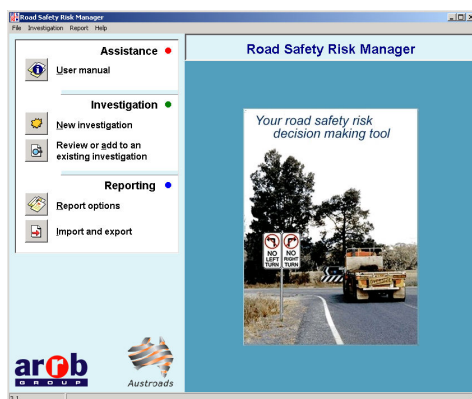 Road Safety Risk Manager
File Investigation Report Help
Assistance
User manual
Investigation
New investigation
Review or add to an
existing investigation
Reporting
Report options
Import and export
arrb
GROUP
Austroads
Road Safety Risk Manager
Your road safety risk
decision making tool
NO
LEFT
TURN
NO
RIGHT
TURN